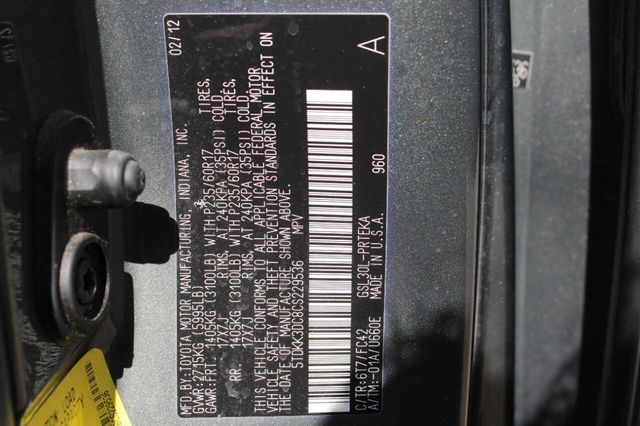 MFD.BY:TOYOTA MOTOR MANUFACTURING, INDIANA, INC. 02/12
GVWR:2715KG (5995LB)
GAWR:FRT. 1405KG (3100LB) WITH P235/60R17 TIRES,
17X7J RIMS, AT 240KPA (35PSI) COLD,
RR. 1405KG (3100LB) WITH P235/60R17 TIRES,
17X7J RIMS, AT 240KPA (35PSI) COLD.
THIS VEHICLE CONFORMS TO ALL APPLICABLE FEDERAL MOTOR
VEHICLE SAFETY AND THEFT PREVENTION STANDARDS IN EFFECT ON
THE DATE OF MANUFACTURE SHOWN ABOVE.
5TDKK3DC8CS229536 MPV
C/TR:6T7/FC42 GSL30L-PRTEKA 960 A
A/TM:-01A/U660E MADE IN U.S.A.